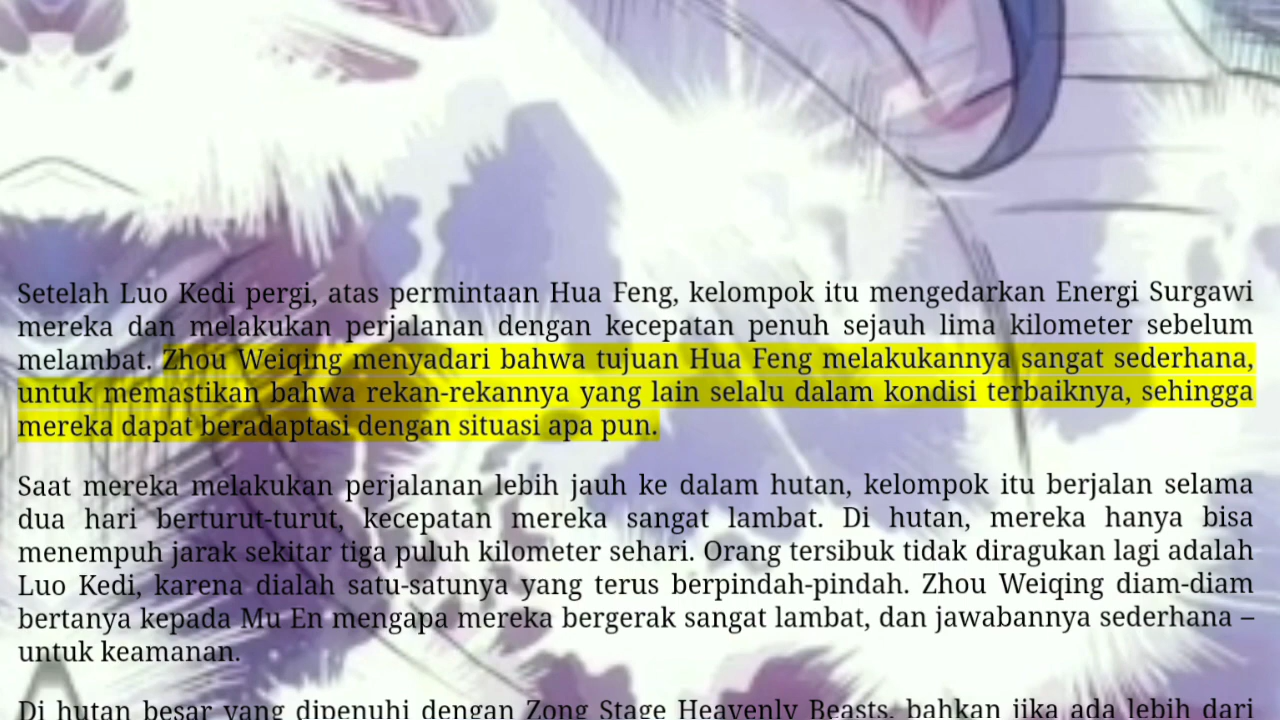 Setelah Luo Kedi pergi, atas permintaan Hua Feng, kelompok itu mengedarkan Energi Surgawi
mereka dan melakukan perjalanan dengan kecepatan penuh sejauh lima kilometer sebelum
melambat. Zhou Weiqing menyadari bahwa tujuan Hua Feng melakukannya sangat sederhana,
untuk memastikan bahwa rekan-rekannya yang lain selalu dalam kondisi terbaiknya, sehingga
mereka dapat beradaptasi dengan situasi apa pun.
Saat mereka melakukan perjalanan lebih jauh ke dalam hutan, kelompok itu berjalan selama
dua hari berturut-turut, kecepatan mereka sangat lambat. Di hutan, mereka hanya bisa
menempuh jarak sekitar tiga puluh kilometer sehari. Orang tersibuk tidak diragukan lagi adalah
Luo Kedi, karena dialah satu-satunya yang terus berpindah-pindah. Zhou Weiqing diam-diam
bertanya kepada Mu En mengapa mereka bergerak sangat lambat, dan jawabannya sederhana –
untuk keamanan.
Di hutan besar yang dipenuhi dengan Zong Stage Heavenly Beasts, bahkan jika ada lebih dari